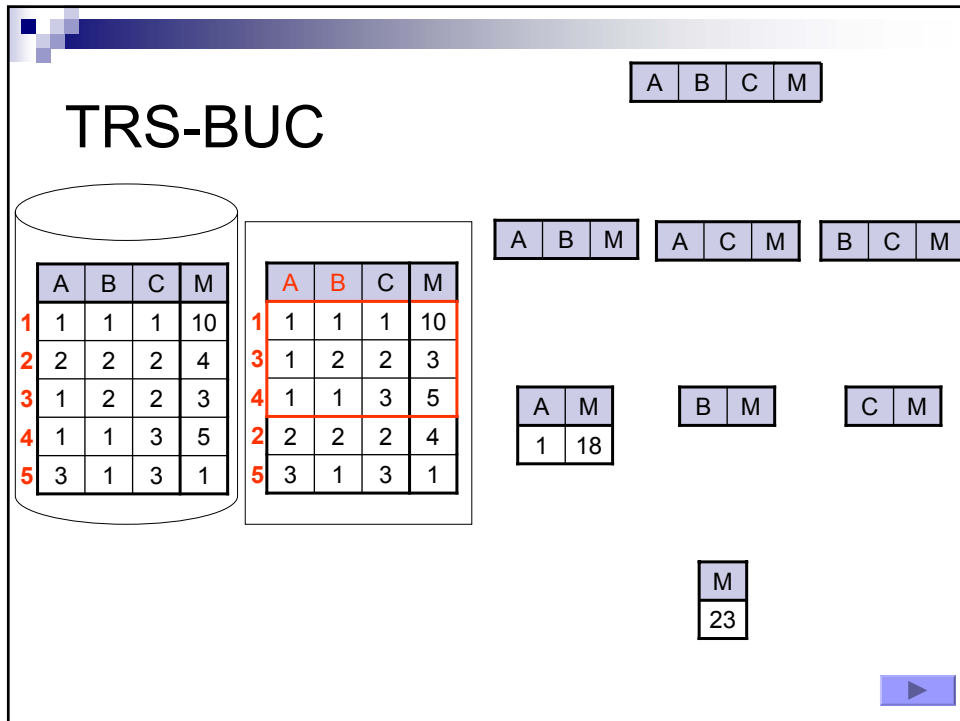 A B C M
TRS-BUC
A B M
A C M
B C M
A B C M
1 1 1 1 10
2 2 2 2 4
3 1 2 2 3
4 1 1 3 5
5 3 1 3 1
A B C M
1 1 1 1 10
3 1 2 2 3
4 1 1 3 5
2 2 2 2 4
5 3 1 3 1
A M
1 18
B M
C M
M
23